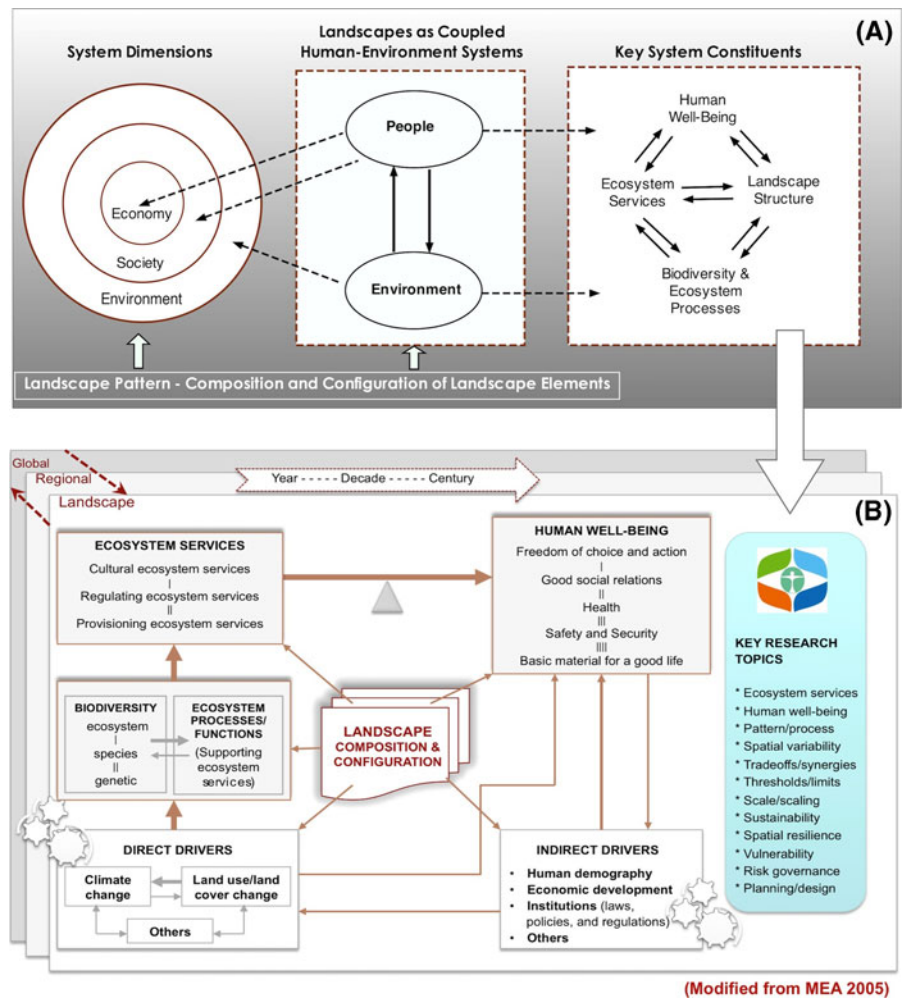 (A)
System Dimensions
Landscapes as Coupled
Human-Environment Systems
Key System Constituents
Economy
Society
Environment
People
Environment
Human
Well-Being
Ecosystem
Services
Landscape
Structure
Biodiversity &
Ecosystem
Processes
Landscape Pattern - Composition and Configuration of Landscape Elements
(B)
Global
Regional
Landscape
Year ----- Decade ----- Century
ECOSYSTEM SERVICES
Cultural ecosystem services
|
Regulating ecosystem services
||
Provisioning ecosystem services
HUMAN WELL-BEING
Freedom of choice and action
|
Good social relations
||
Health
|||
Safety and Security
||||
Basic material for a good life
BIODIVERSITY
ecosystem
|
species
||
genetic
ECOSYSTEM
PROCESSES/
FUNCTIONS
(Supporting
ecosystem
services)
LANDSCAPE
COMPOSITION &
CONFIGURATION
DIRECT DRIVERS
Climate
change
Land use/land
cover change
Others
INDIRECT DRIVERS
• Human demography
• Economic development
• Institutions (laws,
policies, and regulations)
• Others
KEY RESEARCH
TOPICS
* Ecosystem services
* Human well-being
* Pattern/process
* Spatial variability
* Tradeoffs/synergies
* Thresholds/limits
* Scale/scaling
* Sustainability
* Spatial resilience
* Vulnerability
* Risk governance
* Planning/design
(Modified from MEA 2005)